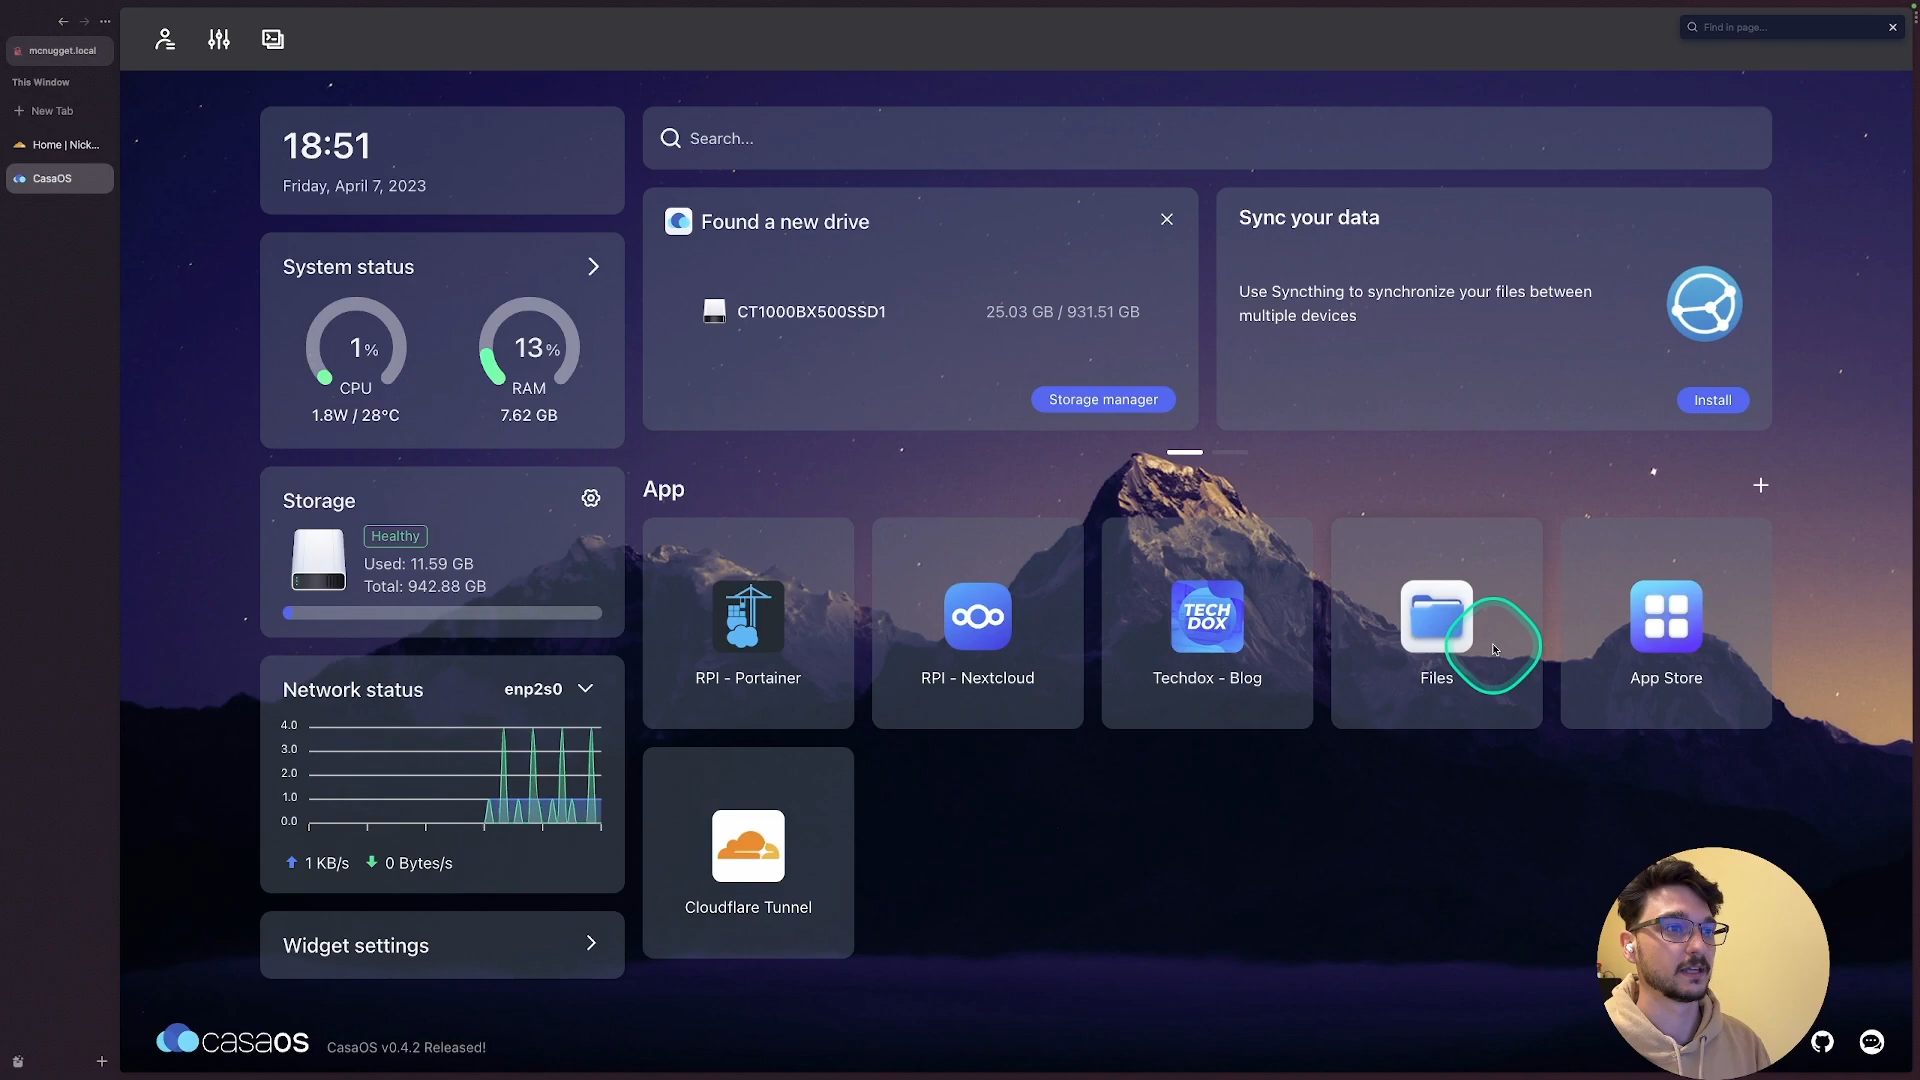 mcnugget.local
This Window
New Tab
Home | Nick...
CasaOS
Find in page...
18:51
Friday, April 7, 2023
Search...
System status
1%
CPU
1.8W / 28°C
13%
RAM
7.62 GB
Found a new drive
CT1000BX500SSD1
25.03 GB / 931.51 GB
Storage manager
Sync your data
Use Syncthing to synchronize your files between
multiple devices
Install
Storage
Healthy
Used: 11.59 GB
Total: 942.88 GB
App
RPI - Portainer
RPI - Nextcloud
TECH
DOX
Techdox - Blog
Files
App Store
Network status
enp2s0
4.0
3.0
2.0
1.0
0.0
1 KB/s
0 Bytes/s
Cloudflare Tunnel
Widget settings
casaOS
CasaOS v0.4.2 Released!